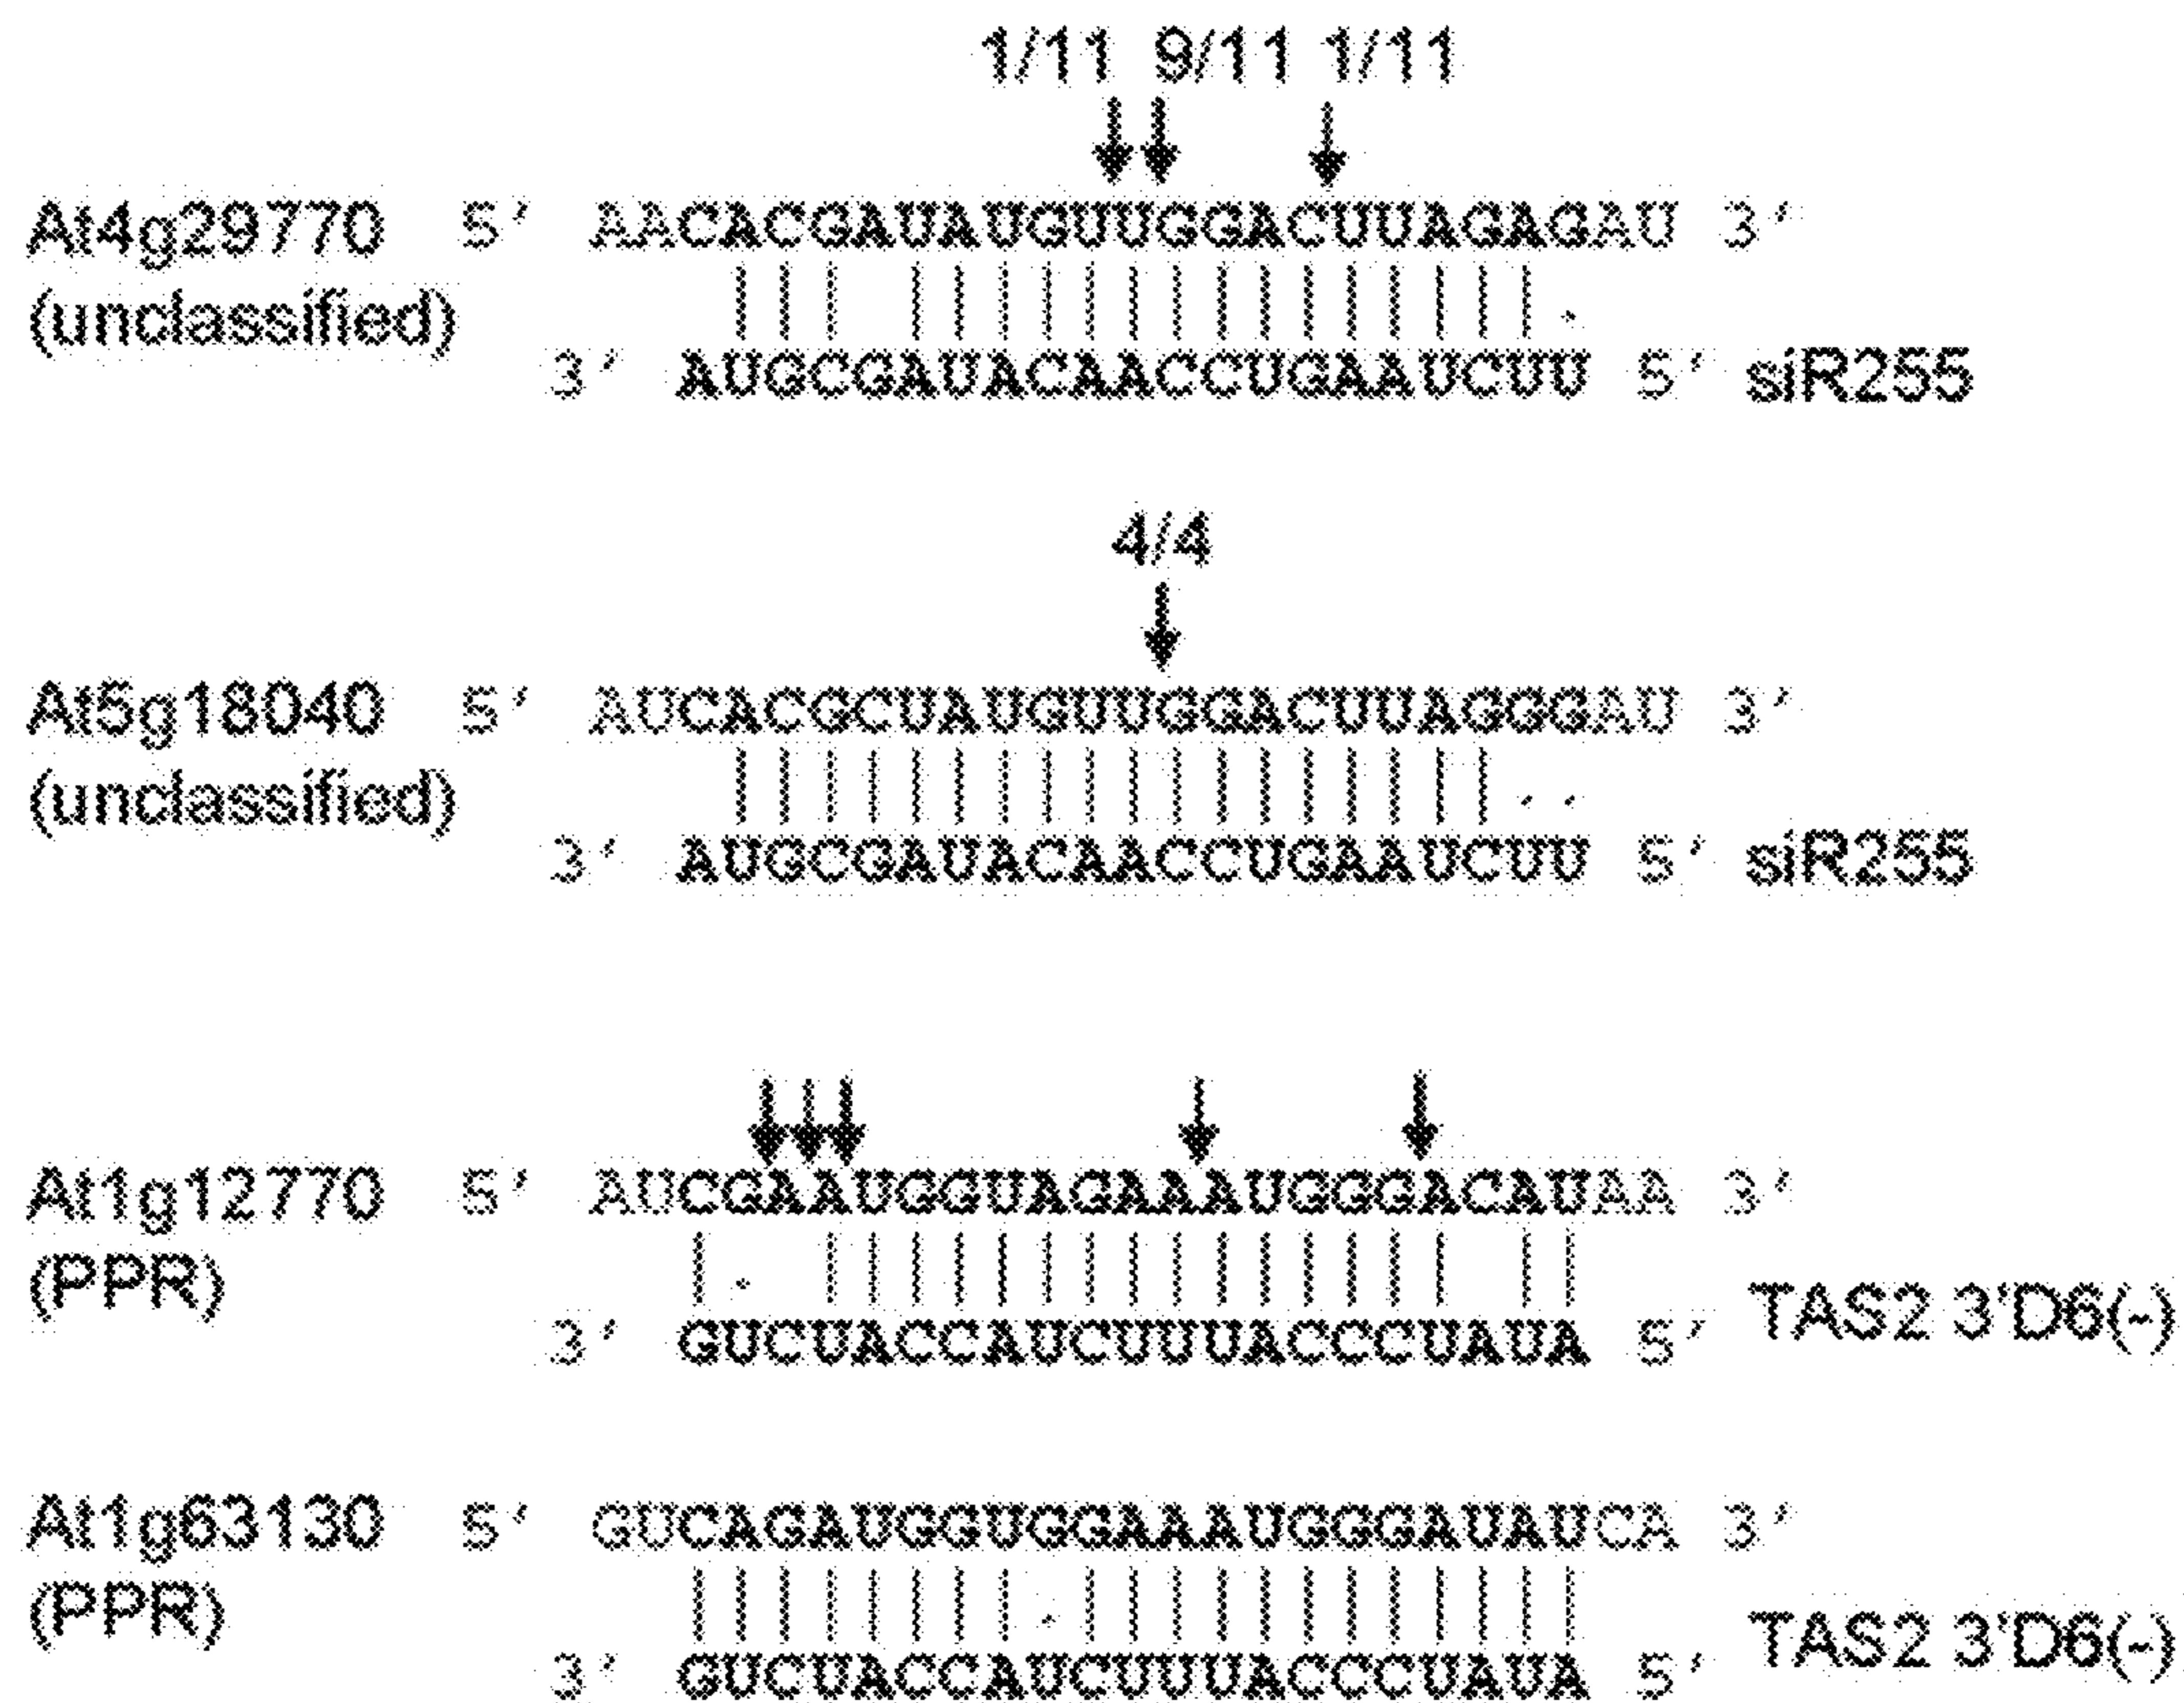 1/11 9/11 1/11
At4g29770 5′ AACACGAUAUGUUGGACUUAGAGAU 3′
(unclassified)
3′ AUGCGAUACAACCUGAAUCUU 5′ siR255
4/4
At5g18040 5′ AUCACGCUAUGUUGGACUUAGGGAU 3′
(unclassified)
3′ AUGCGAUACAACCUGAAUCUU 5′ siR255
At1g12770 5′ AUCGAAUGGUAGAAAUGGGACAUAA 3′
(PPR)
3′ GUCUACCAUCUUUACCCUAUA 5′ TAS2 3'D6(-)
At1g63130 5′ GUCAGAUGGUGGAAAUGGGAUAUCA 3′
(PPR)
3′ GUCUACCAUCUUUACCCUAUA 5′ TAS2 3'D6(-)